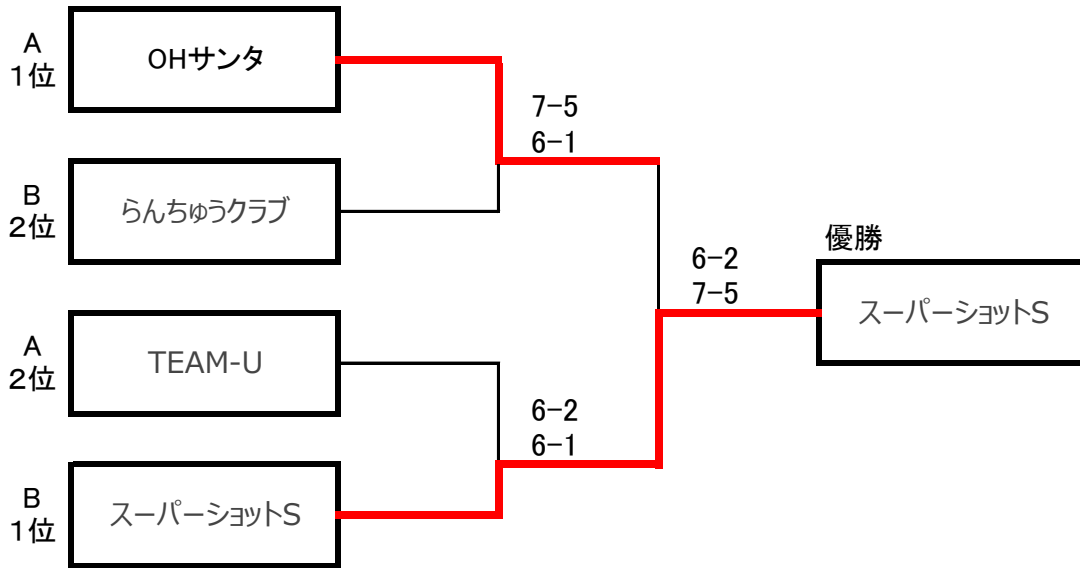 A
1位
OHサンタ
7-5
6-1
B
2位
らんちゅうクラブ
優勝
6-2
7-5
スーパーショットS
A
2位
TEAM-U
6-2
6-1
B
1位
スーパーショットS